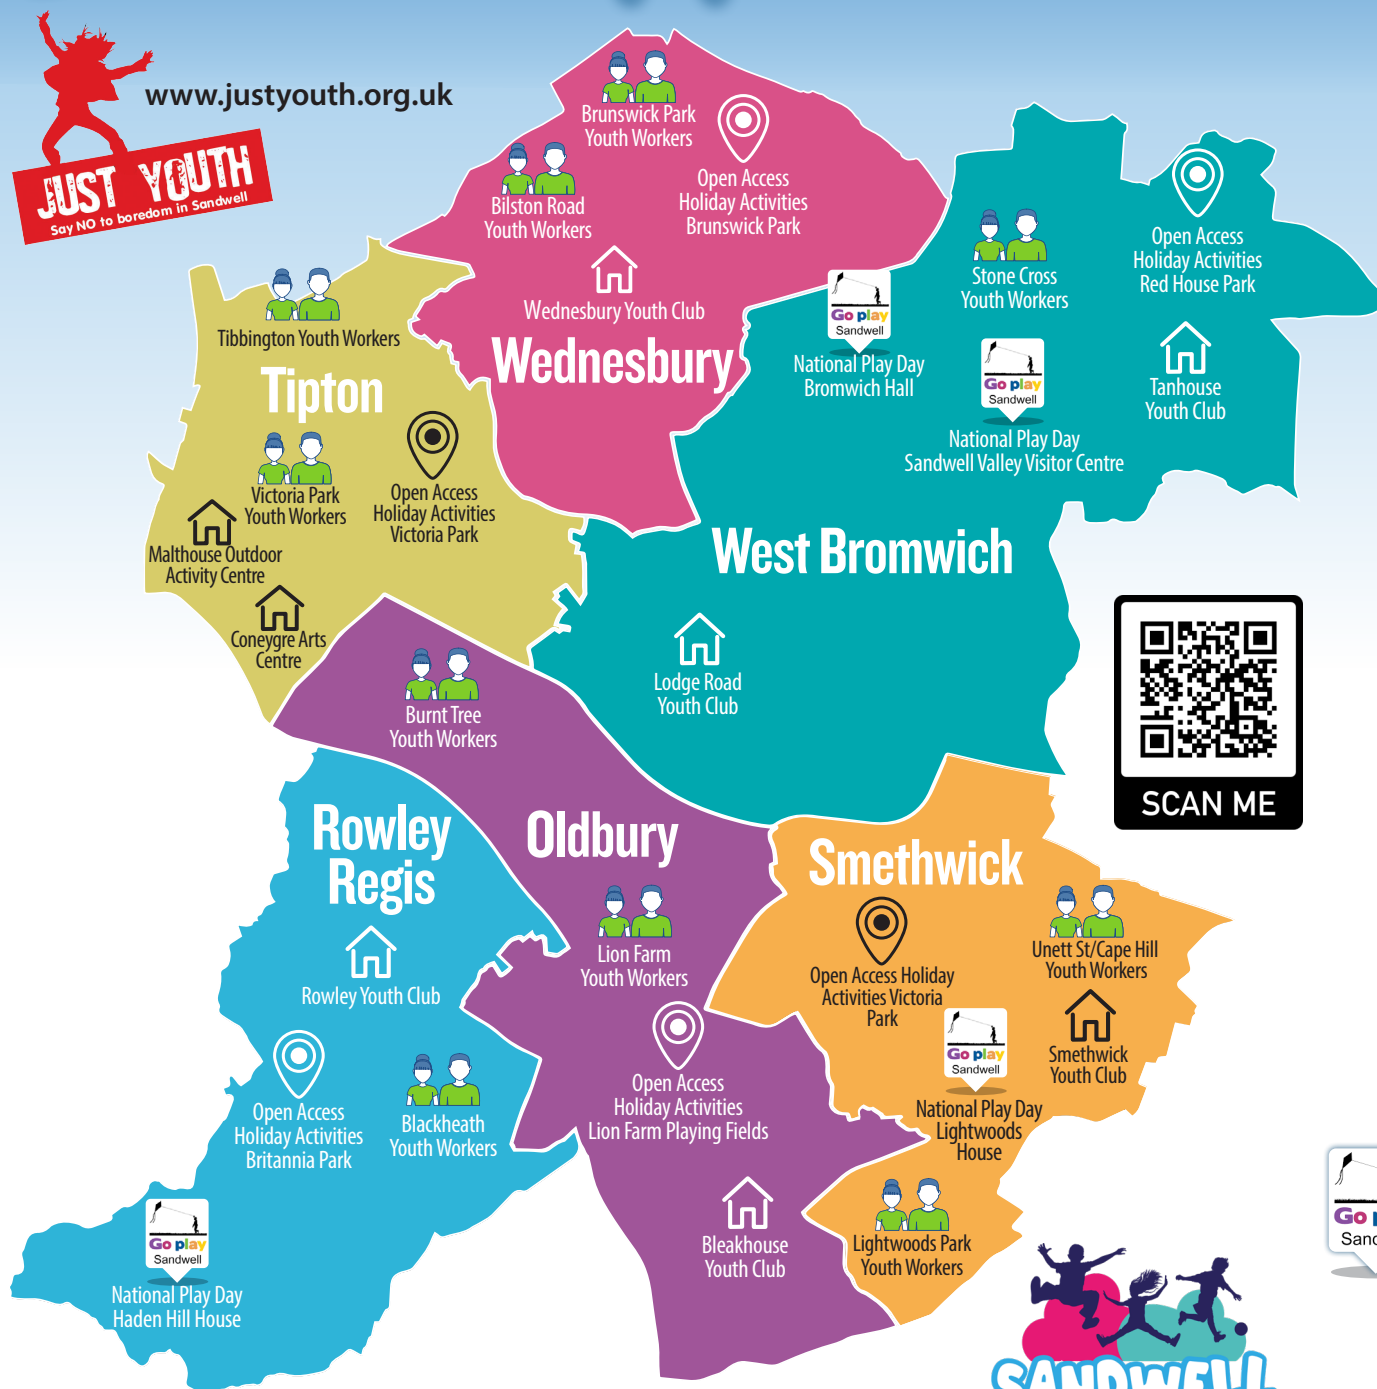 www.justyouth.org.uk
JUST YOUTH
Say NO to boredom in Sandwell
Brunswick Park
Youth Workers
Bilston Road
Youth Workers
Open Access
Holiday Activities
Brunswick Park
Wednesbury Youth Club
Wednesbury
Stone Cross
Youth Workers
Open Access
Holiday Activities
Red House Park
Go play
Sandwell
National Play Day
Bromwich Hall
Go play
Sandwell
National Play Day
Sandwell Valley Visitor Centre
Tanhouse
Youth Club
West Bromwich
Lodge Road
Youth Club
Tibbington Youth Workers
Tipton
Victoria Park
Youth Workers
Open Access
Holiday Activities
Victoria Park
Malthouse Outdoor
Activity Centre
Coneygre Arts
Centre
SCAN ME
Burnt Tree
Youth Workers
Oldbury
Lion Farm
Youth Workers
Open Access
Holiday Activities
Lion Farm Playing Fields
Bleakhouse
Youth Club
Rowley
Regis
Rowley Youth Club
Open Access
Holiday Activities
Britannia Park
Blackheath
Youth Workers
Go play
Sandwell
National Play Day
Haden Hill House
Smethwick
Open Access Holiday
Activities Victoria
Park
Unett St/Cape Hill
Youth Workers
Smethwick
Youth Club
Go play
Sandwell
National Play Day
Lightwoods
House
Lightwoods Park
Youth Workers
Go p
Sand
SANDWELL